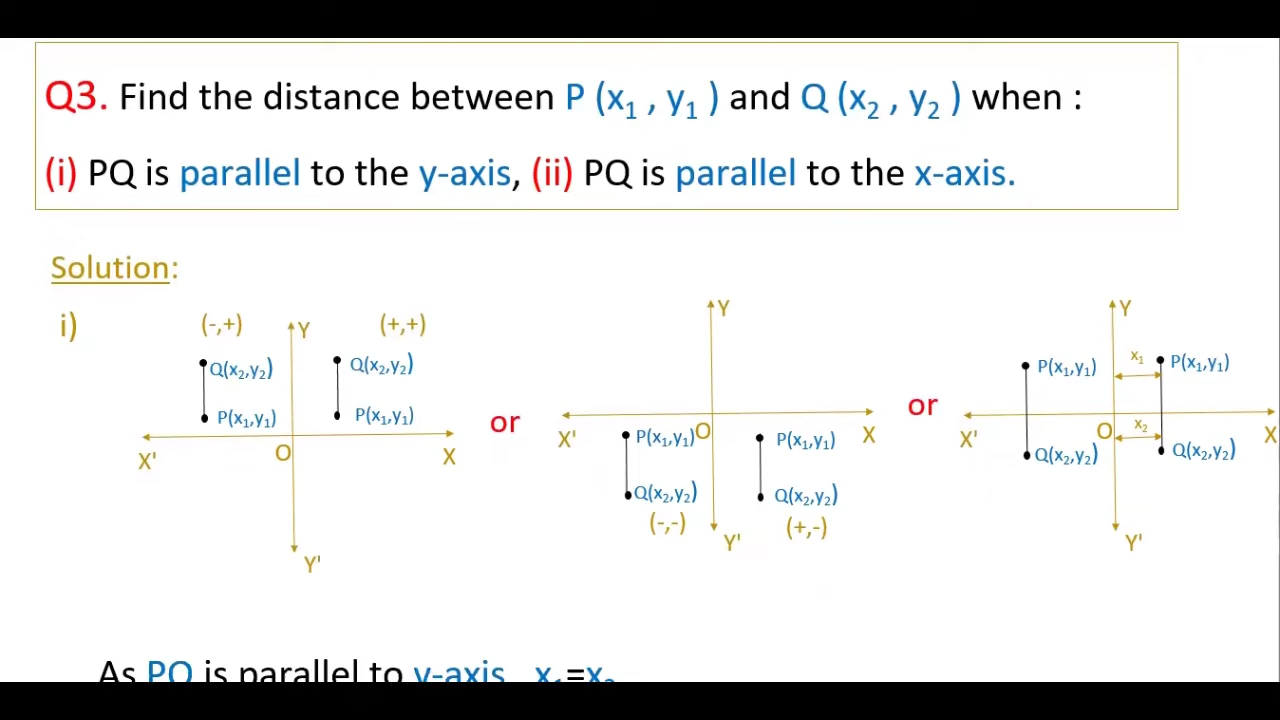 Q3. Find the distance between P (x₁ , y₁ ) and Q (x₂ , y₂ ) when :
(i) PQ is parallel to the y-axis, (ii) PQ is parallel to the x-axis.
Solution:
i)
(-,+) Y (+,+)
Q(x₂,y₂) Q(x₂,y₂)
P(x₁,y₁) P(x₁,y₁)
X' O X
Y'
or
Y
X' O X
P(x₁,y₁) P(x₁,y₁)
Q(x₂,y₂) Q(x₂,y₂)
(-,-) Y' (+,-)
or
Y
P(x₁,y₁) x₁ P(x₁,y₁)
X' O x₂ X
Q(x₂,y₂) Q(x₂,y₂)
Y'
As PQ is parallel to y-axis, x₁=x₂